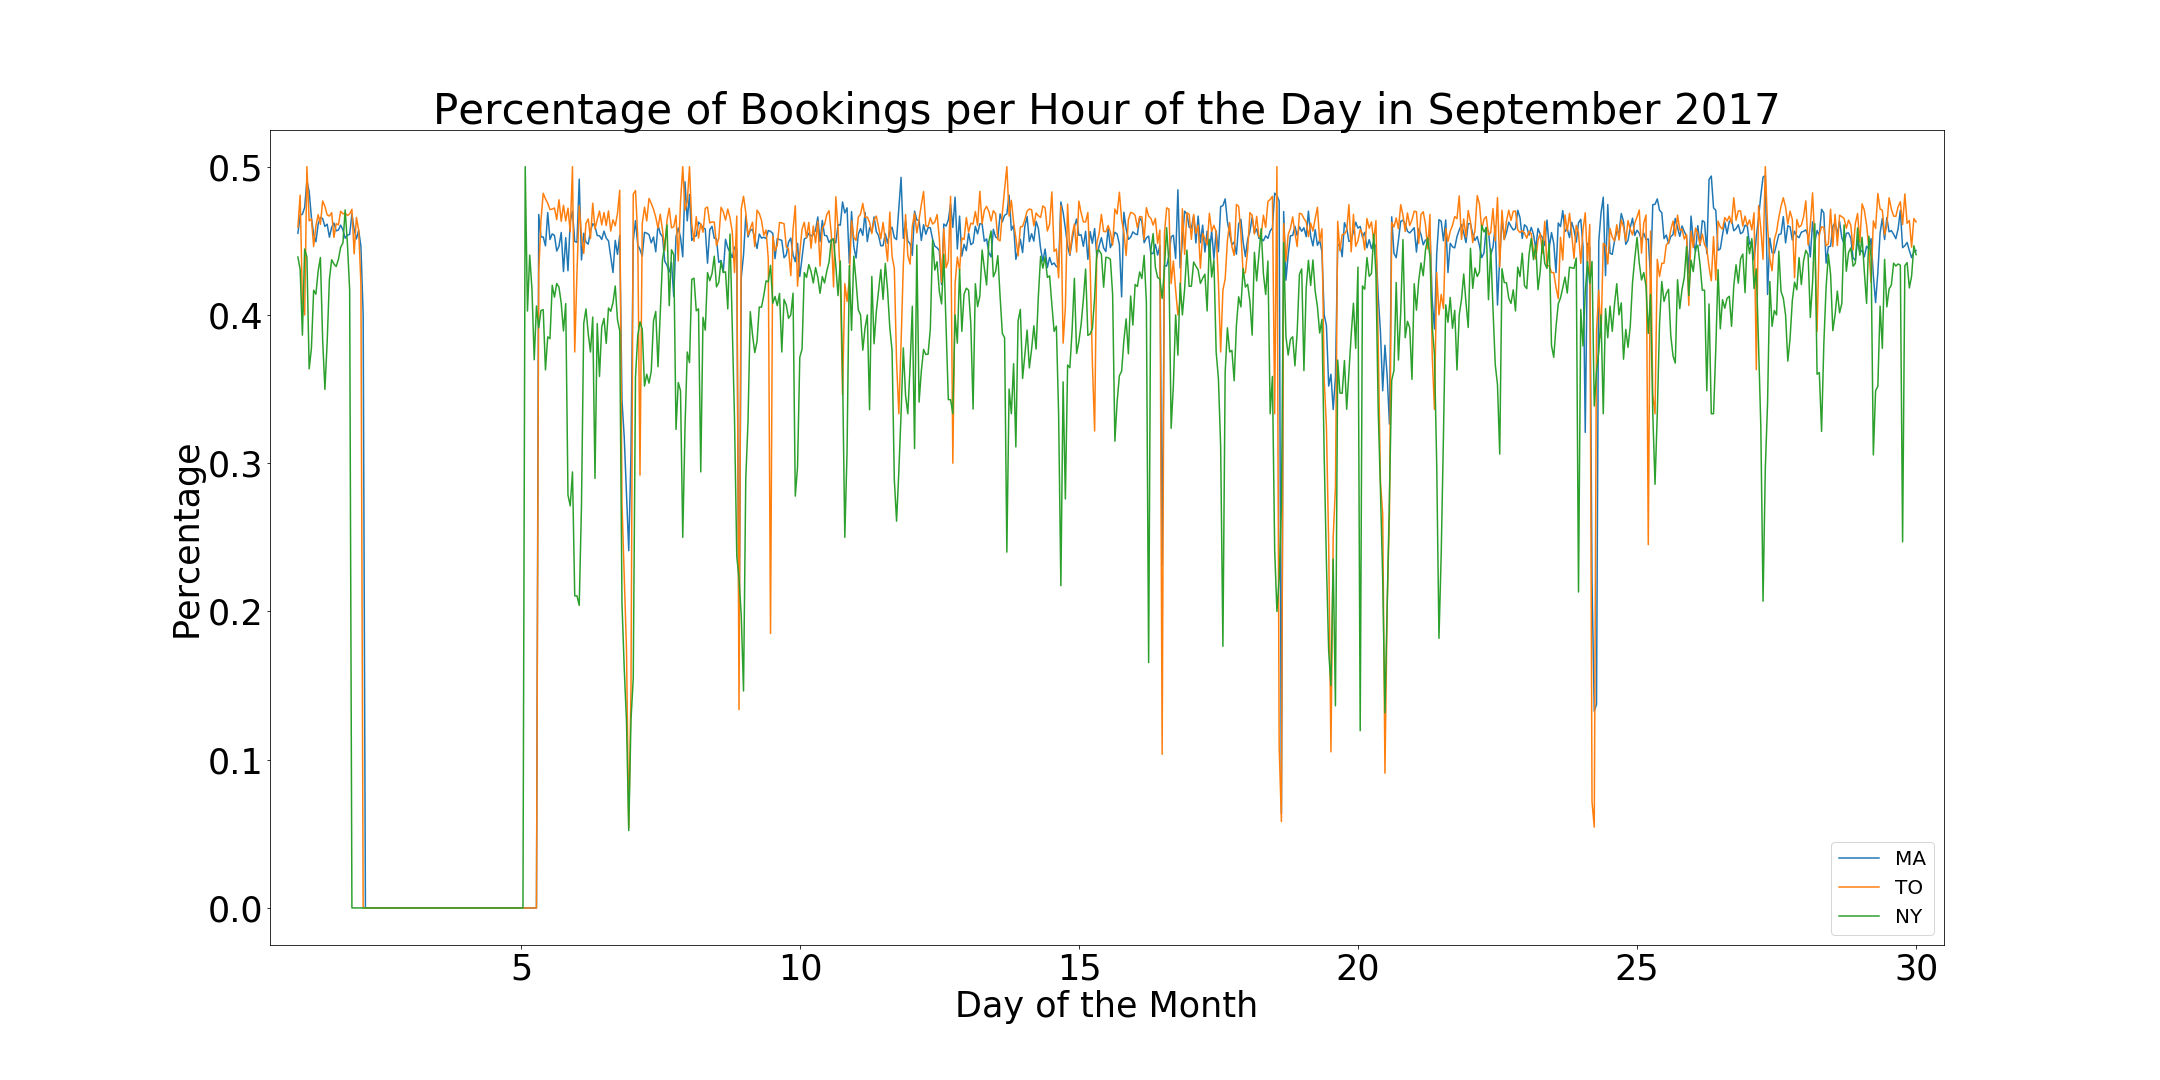 Percentage of Bookings per Hour of the Day in September 2017
0.5
0.4
0.3
0.2
0.1
0.0
Percentage
5 10 15 20 25 30
Day of the Month
MA
TO
NY